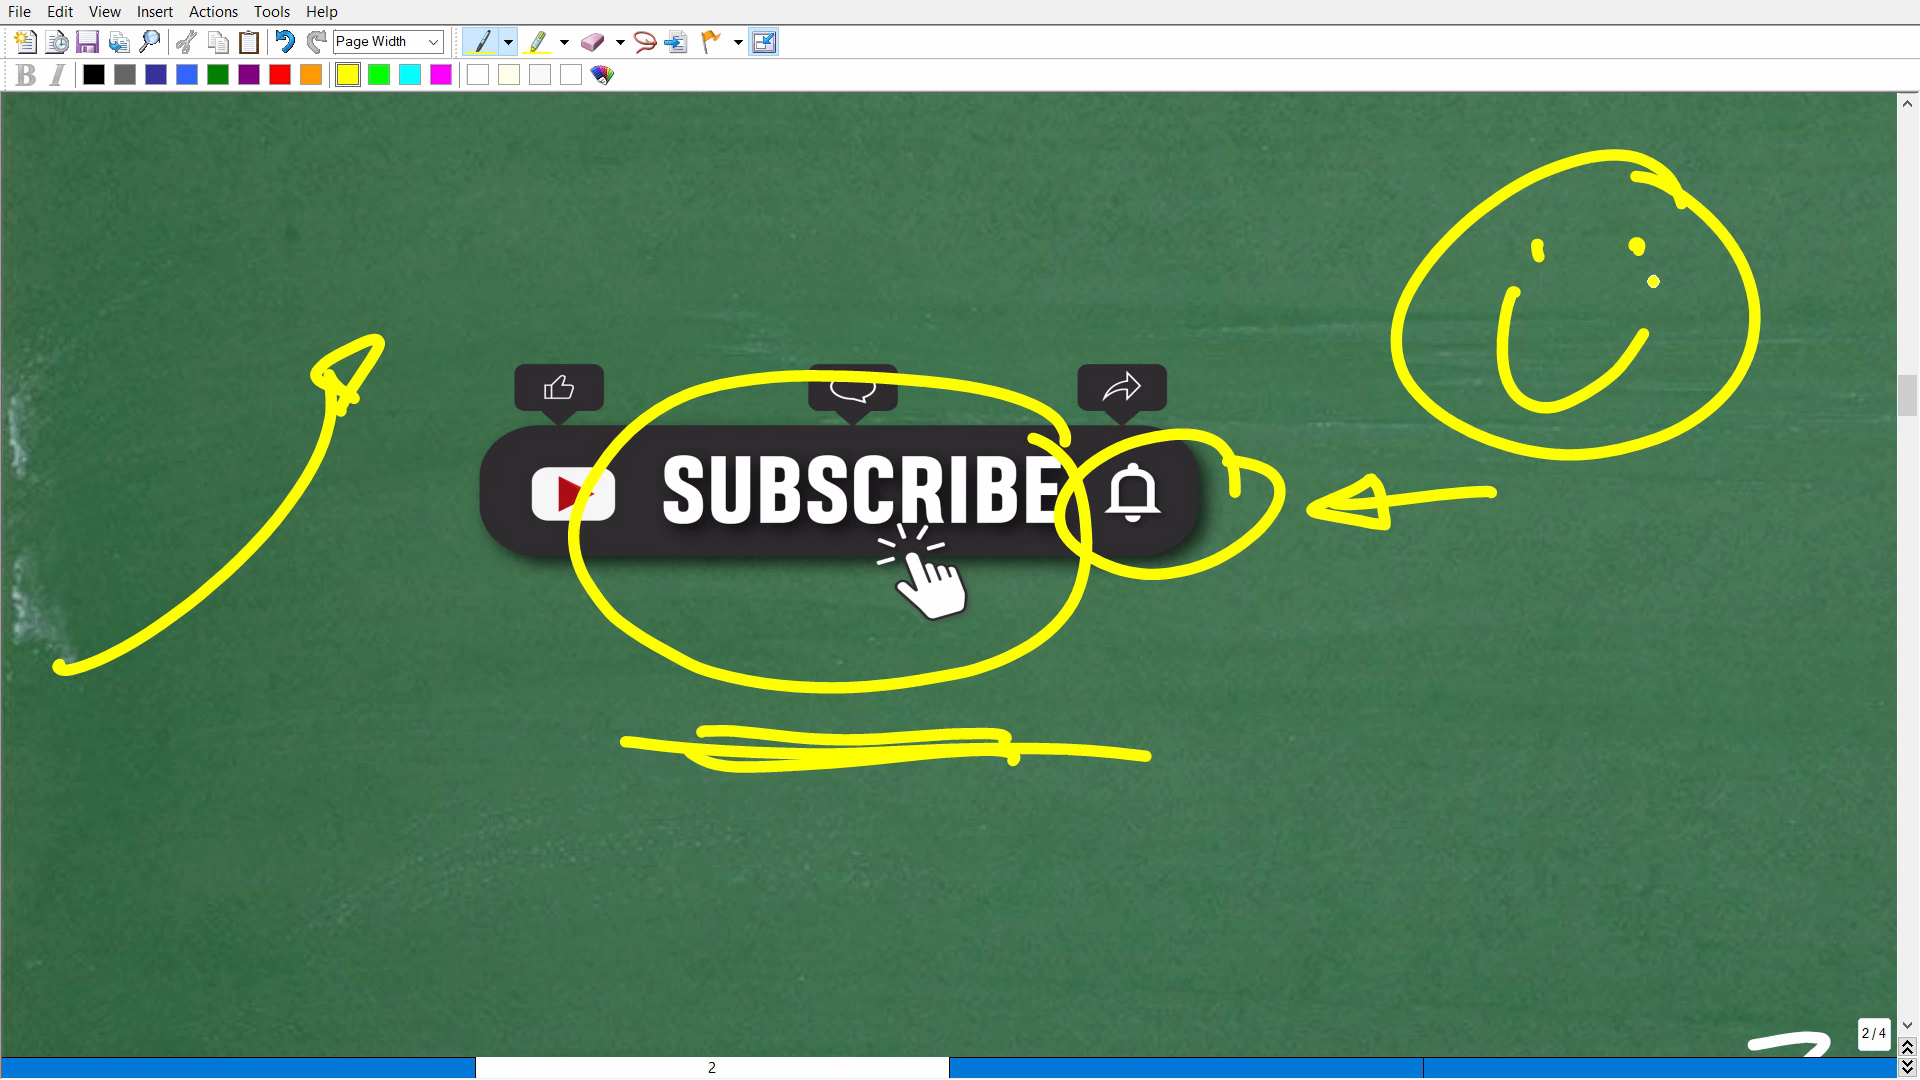 File Edit View Insert Actions Tools Help
Page Width
B I
SUBSCRIBE
2 / 4
2